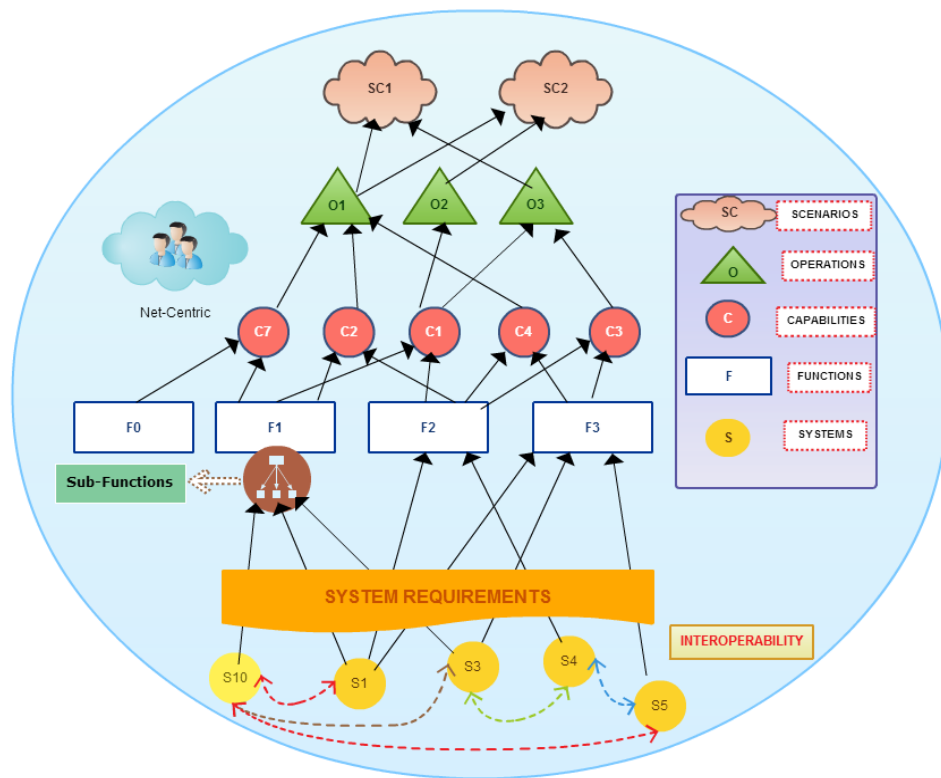 SC1
SC2
O1
O2
O3
SC
SCENARIOS
O
OPERATIONS
Net-Centric
C7
C2
C1
C4
C3
C
CAPABILITIES
F
FUNCTIONS
F0
F1
F2
F3
S
SYSTEMS
Sub-Functions
SYSTEM REQUIREMENTS
INTEROPERABILITY
S10
S1
S3
S4
S5